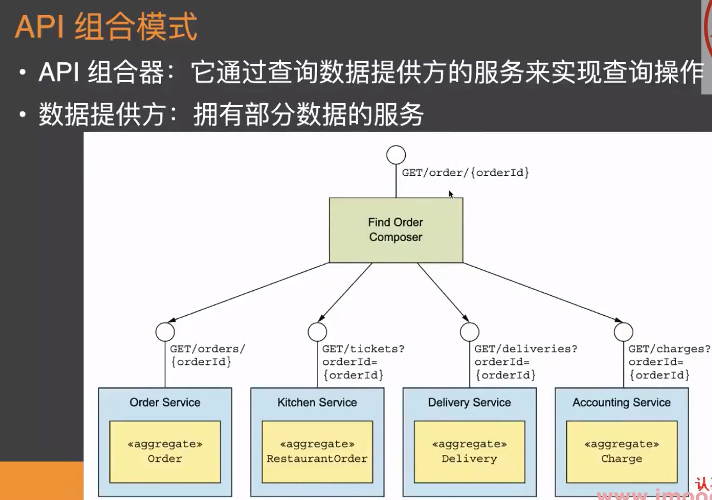 API 组合模式
• API 组合器：它通过查询数据提供方的服务来实现查询操作
• 数据提供方：拥有部分数据的服务
GET/order/{orderId}
Find Order
Composer
GET/orders/
{orderId}
GET/tickets?
orderId=
{orderId}
GET/deliveries?
orderId=
{orderId}
GET/charges?
orderId=
{orderId}
Order Service
«aggregate»
Order
Kitchen Service
«aggregate»
RestaurantOrder
Delivery Service
«aggregate»
Delivery
Accounting Service
«aggregate»
Charge